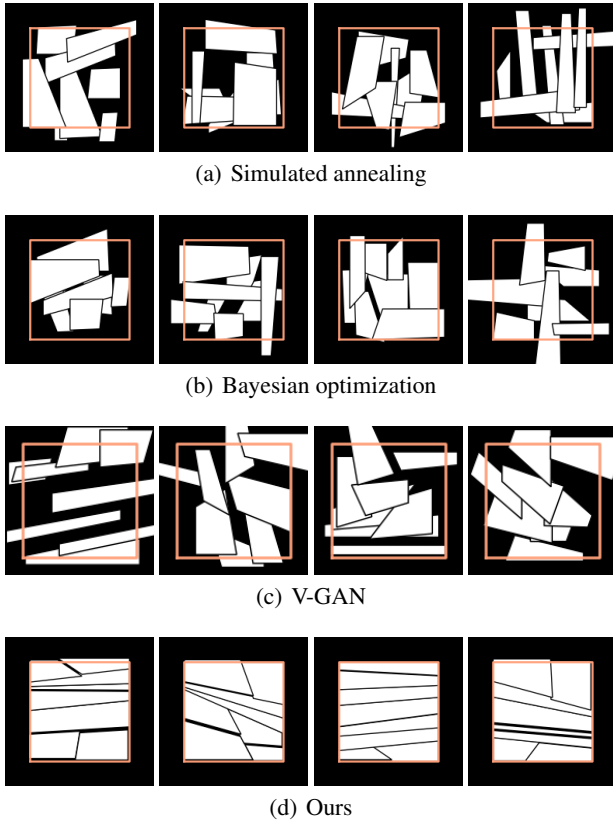 (a) Simulated annealing
(b) Bayesian optimization
(c) V-GAN
(d) Ours